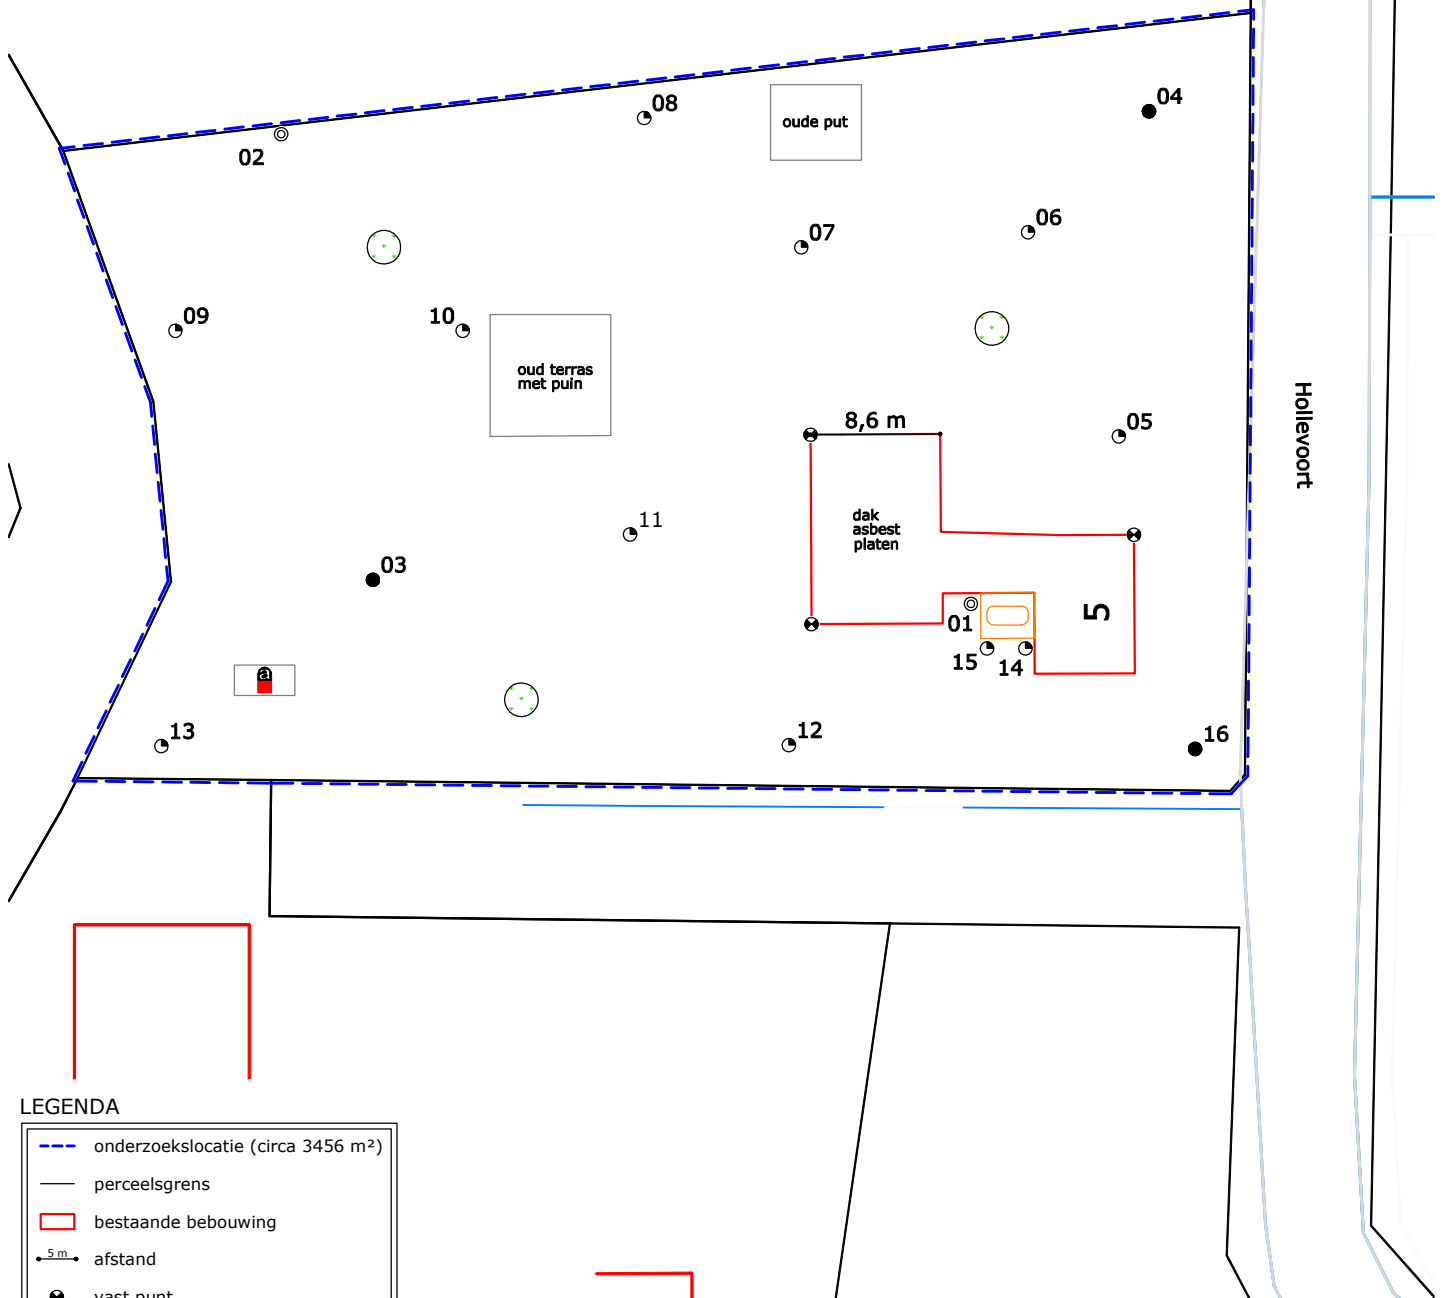 08
04
oude put
02
06
07
09
10
oud terras
met puin
Hollevoort
8,6 m
05
dak
asbest
platen
11
03
5
01
15
14
a
13
12
16
LEGENDA
onderzoekslocatie (circa 3456 m²)
perceelsgrens
bestaande bebouwing
5 m afstand
vast punt